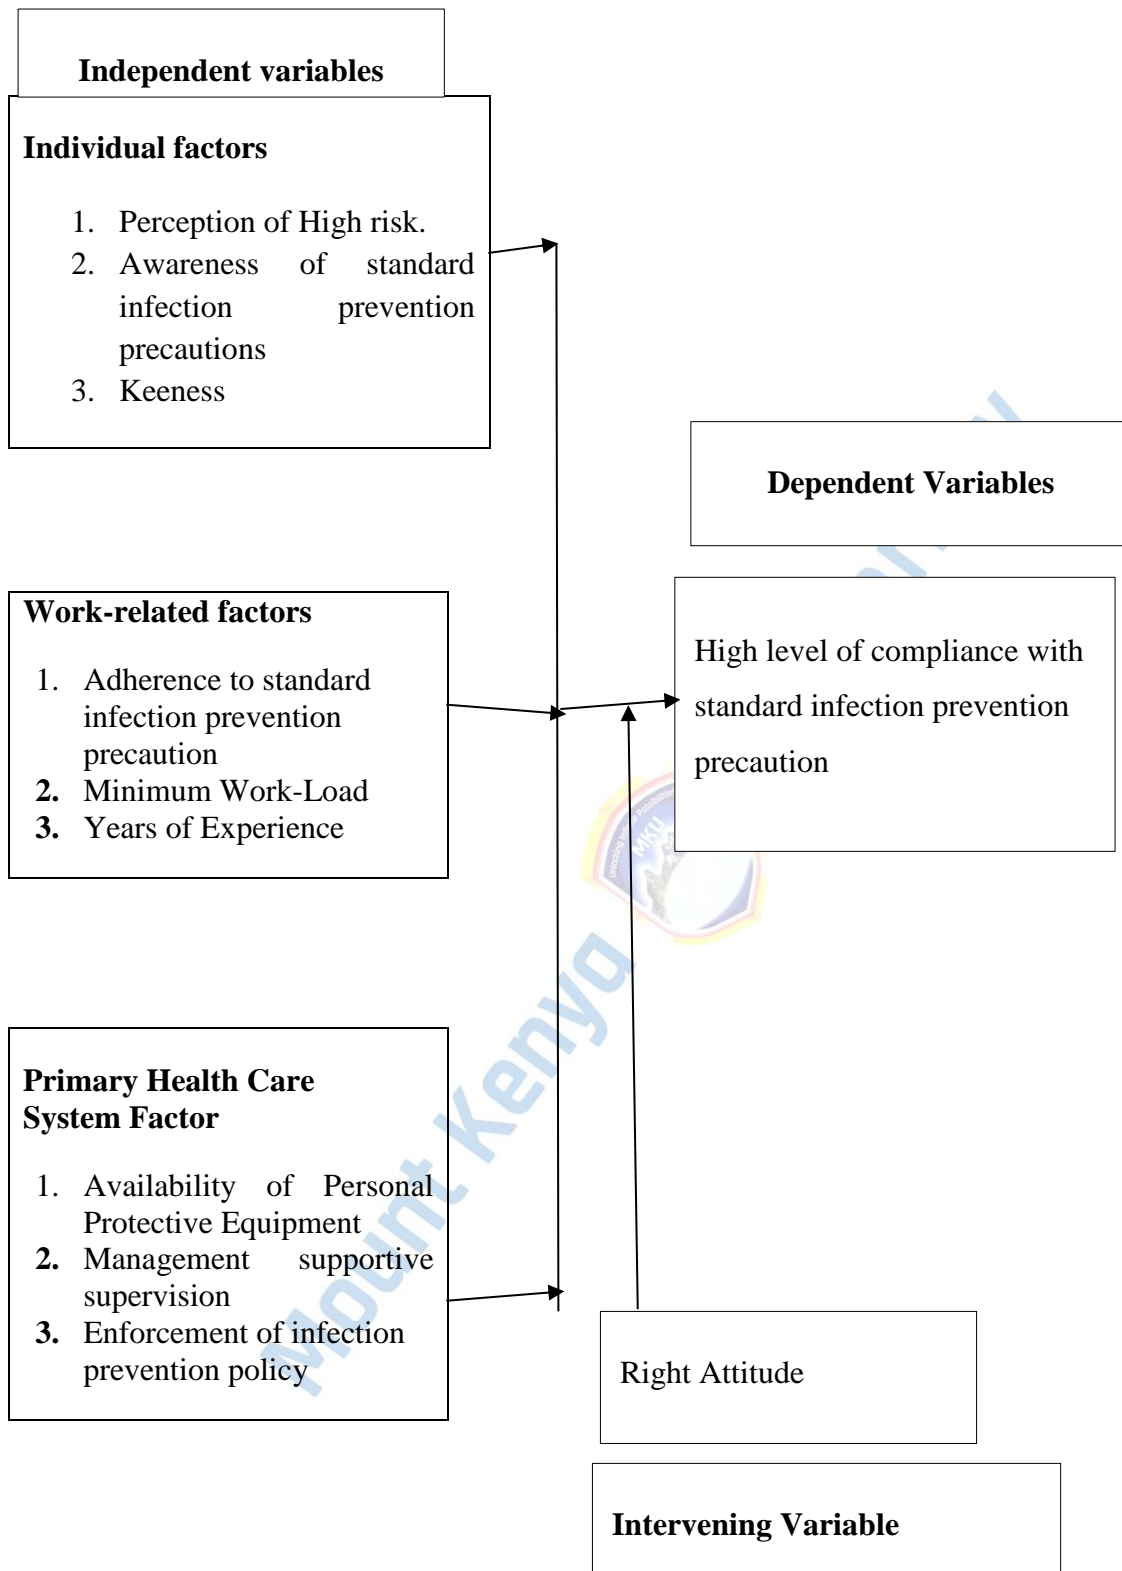 Independent variables
Individual factors
1. Perception of High risk.
2. Awareness of standard
infection prevention
precautions
3. Keeness
Dependent Variables
High level of compliance with
standard infection prevention
precaution
Work-related factors
1. Adherence to standard
infection prevention
precaution
2. Minimum Work-Load
3. Years of Experience
Primary Health Care
System Factor
1. Availability of Personal
Protective Equipment
2. Management supportive
supervision
3. Enforcement of infection
prevention policy
Right Attitude
Intervening Variable
Mount Kenya
MKU